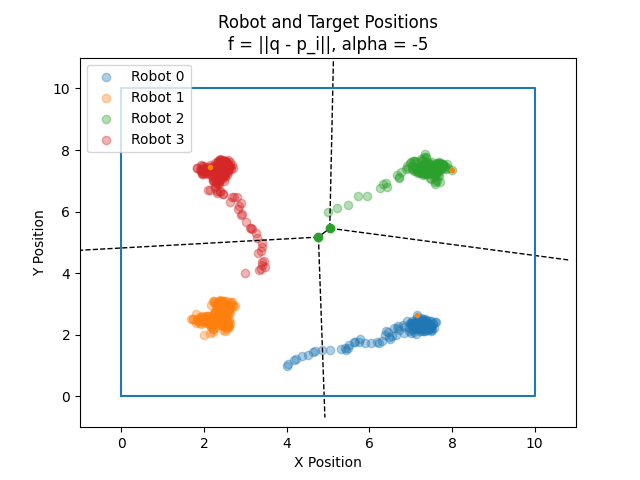 Robot and Target Positions
f = ||q - p_i||, alpha = -5
Robot 0
Robot 1
Robot 2
Robot 3
10
8
6
4
2
0
Y Position
0 2 4 6 8 10
X Position